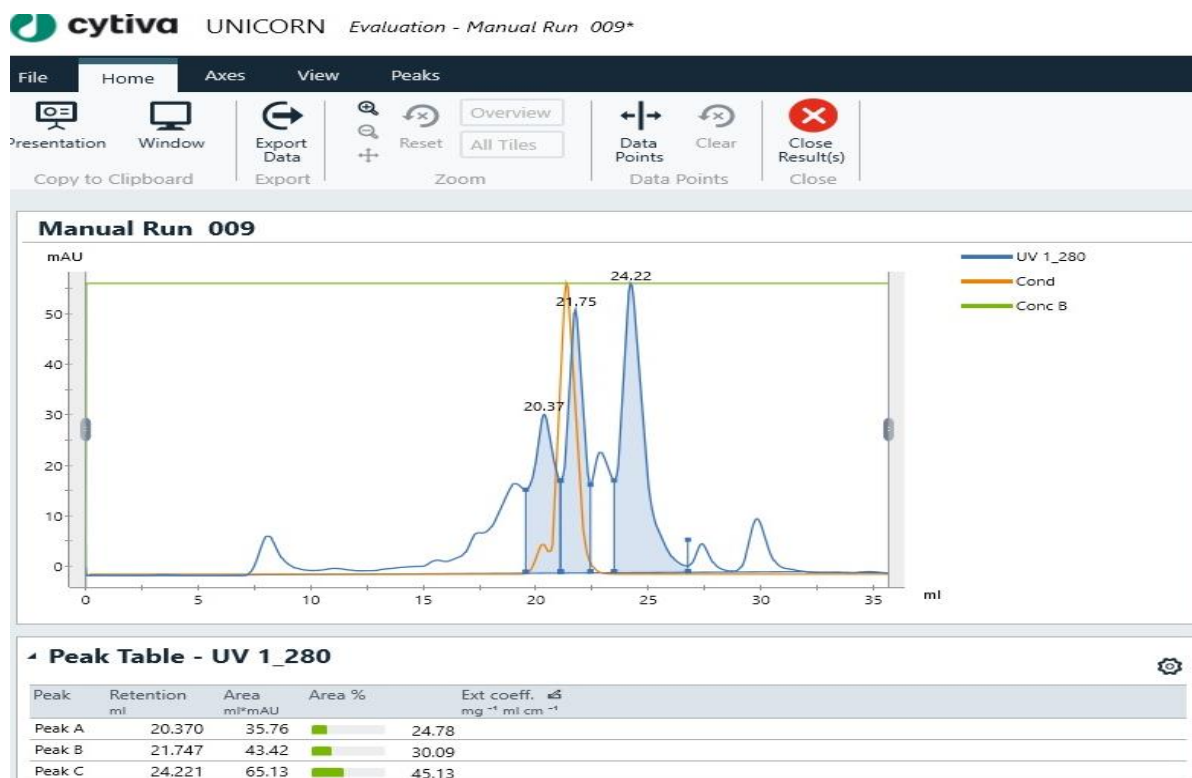 cytiva UNICORN Evaluation - Manual Run 009*
File Home Axes View Peaks
Presentation Window Export Data Reset Overview All Tiles Data Points Clear Close Result(s)
Copy to Clipboard Export Zoom Data Points Close
Manual Run 009
mAU
UV 1_280
Cond
Conc B
24.22
21.75
20.37
50
40
30
20
10
0
0 5 10 15 20 25 30 35 ml
Peak Table - UV 1_280
Peak Retention Area Area % Ext coeff.
ml ml*mAU mg⁻¹ ml cm⁻¹
Peak A 20.370 35.76 24.78
Peak B 21.747 43.42 30.09
Peak C 24.221 65.13 45.13